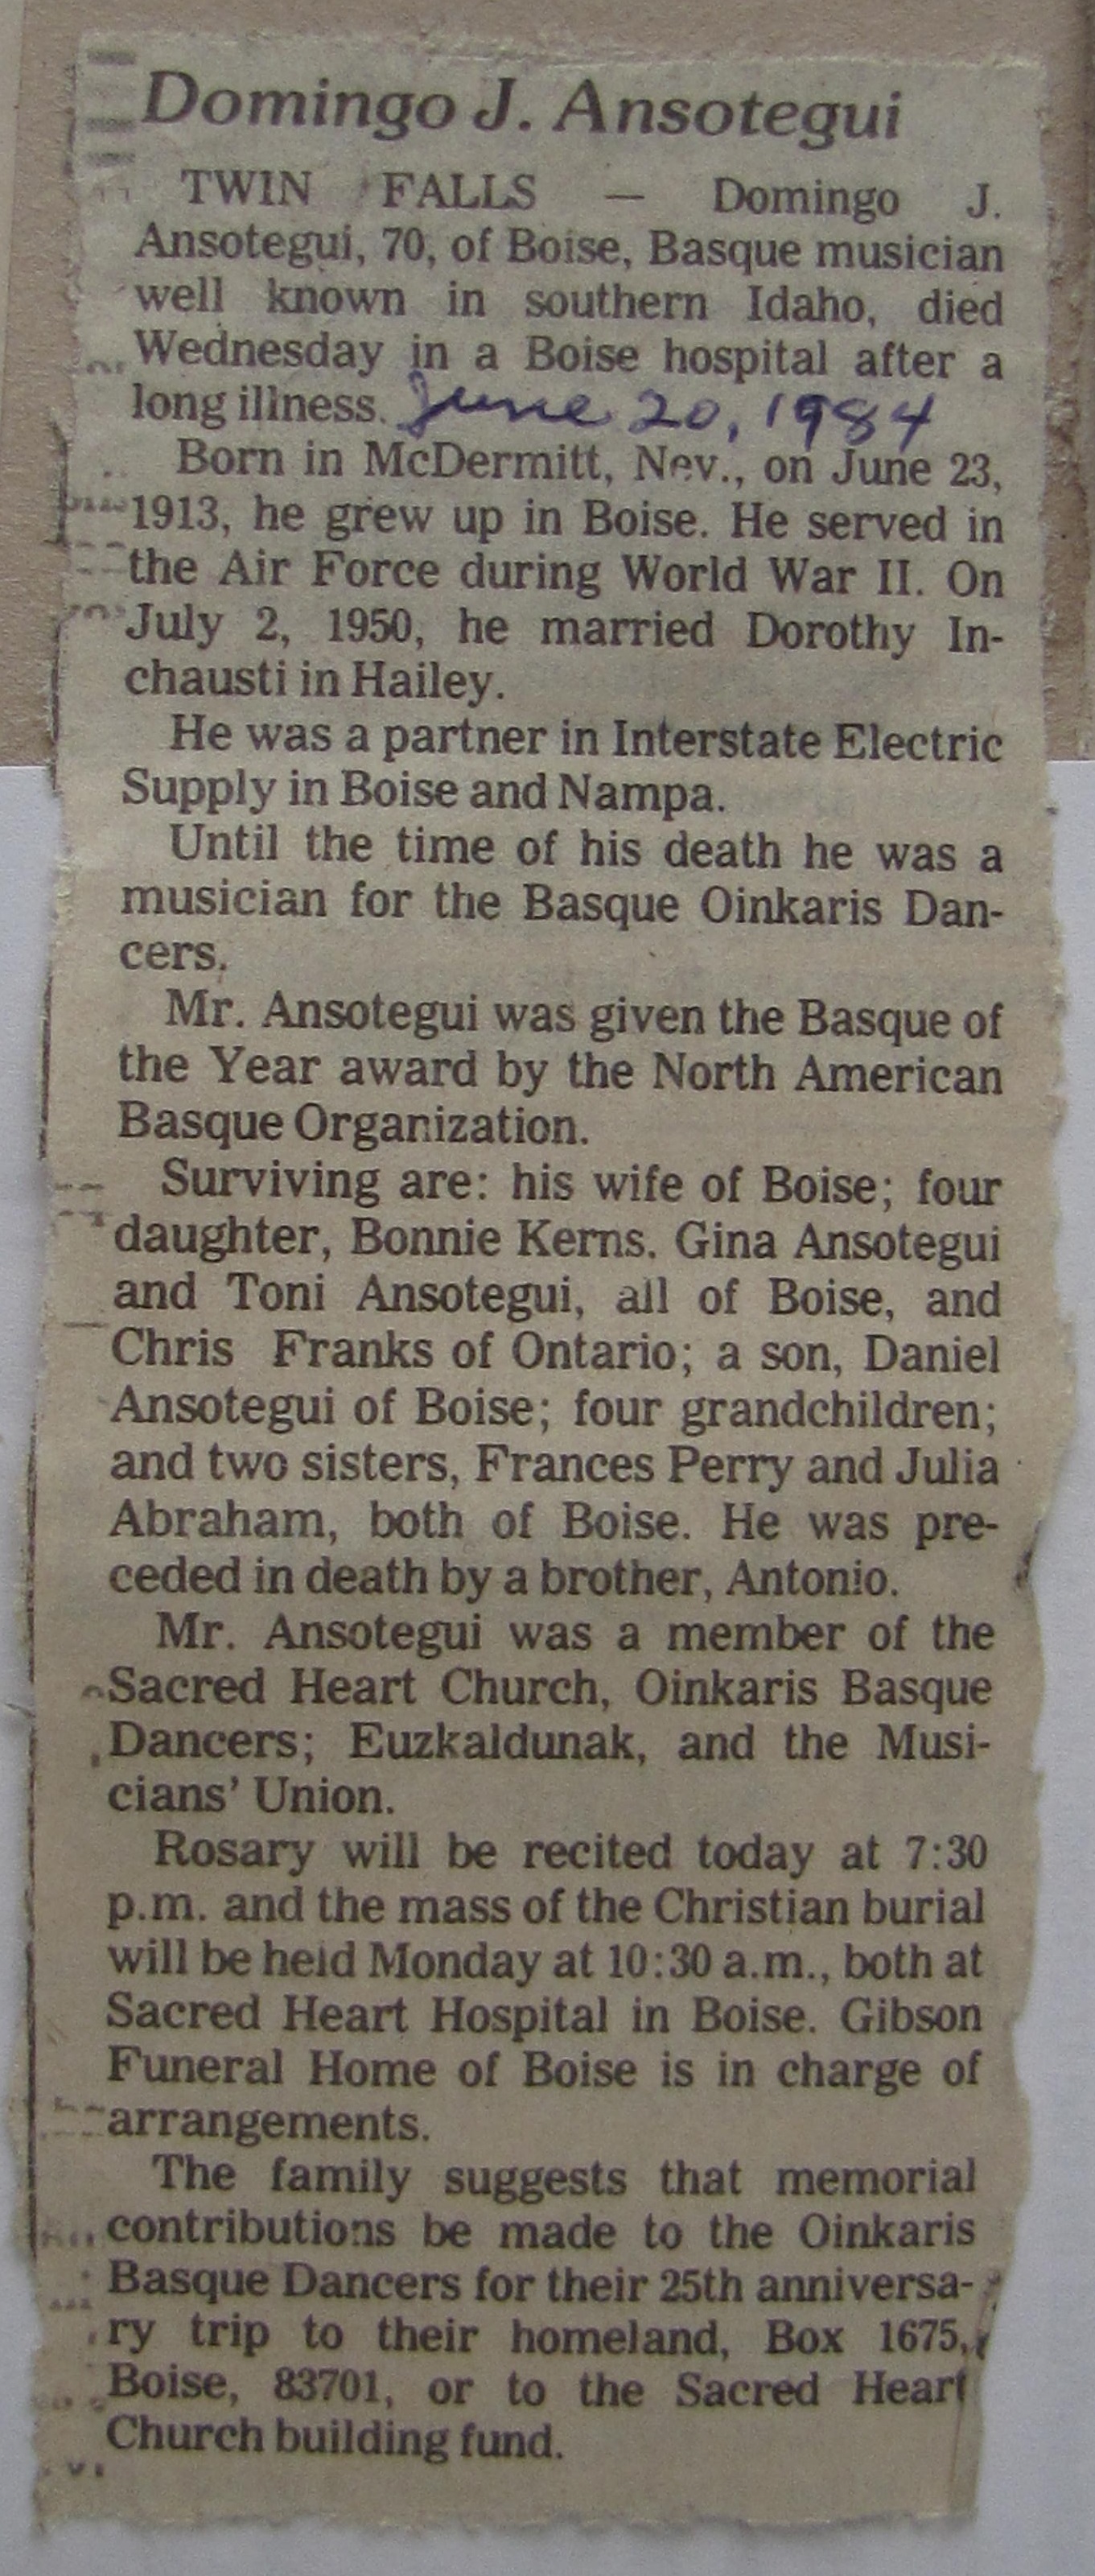 Domingo J. Ansotegui
TWIN FALLS — Domingo J.
Ansotegui, 70, of Boise, Basque musician
well known in southern Idaho, died
Wednesday in a Boise hospital after a
long illness. June 20, 1984
Born in McDermitt, Nev., on June 23,
1913, he grew up in Boise. He served in
the Air Force during World War II. On
July 2, 1950, he married Dorothy In-
chausti in Hailey.
He was a partner in Interstate Electric
Supply in Boise and Nampa.
Until the time of his death he was a
musician for the Basque Oinkaris Dan-
cers.
Mr. Ansotegui was given the Basque of
the Year award by the North American
Basque Organization.
Surviving are: his wife of Boise; four
daughter, Bonnie Kerns. Gina Ansotegui
and Toni Ansotegui, all of Boise, and
Chris Franks of Ontario; a son, Daniel
Ansotegui of Boise; four grandchildren;
and two sisters, Frances Perry and Julia
Abraham, both of Boise. He was pre-
ceded in death by a brother, Antonio.
Mr. Ansotegui was a member of the
Sacred Heart Church, Oinkaris Basque
Dancers; Euzkaldunak, and the Musi-
cians' Union.
Rosary will be recited today at 7:30
p.m. and the mass of the Christian burial
will be held Monday at 10:30 a.m., both at
Sacred Heart Hospital in Boise. Gibson
Funeral Home of Boise is in charge of
arrangements.
The family suggests that memorial
contributions be made to the Oinkaris
Basque Dancers for their 25th anniversa-
ry trip to their homeland, Box 1675,
Boise, 83701, or to the Sacred Heart
Church building fund.